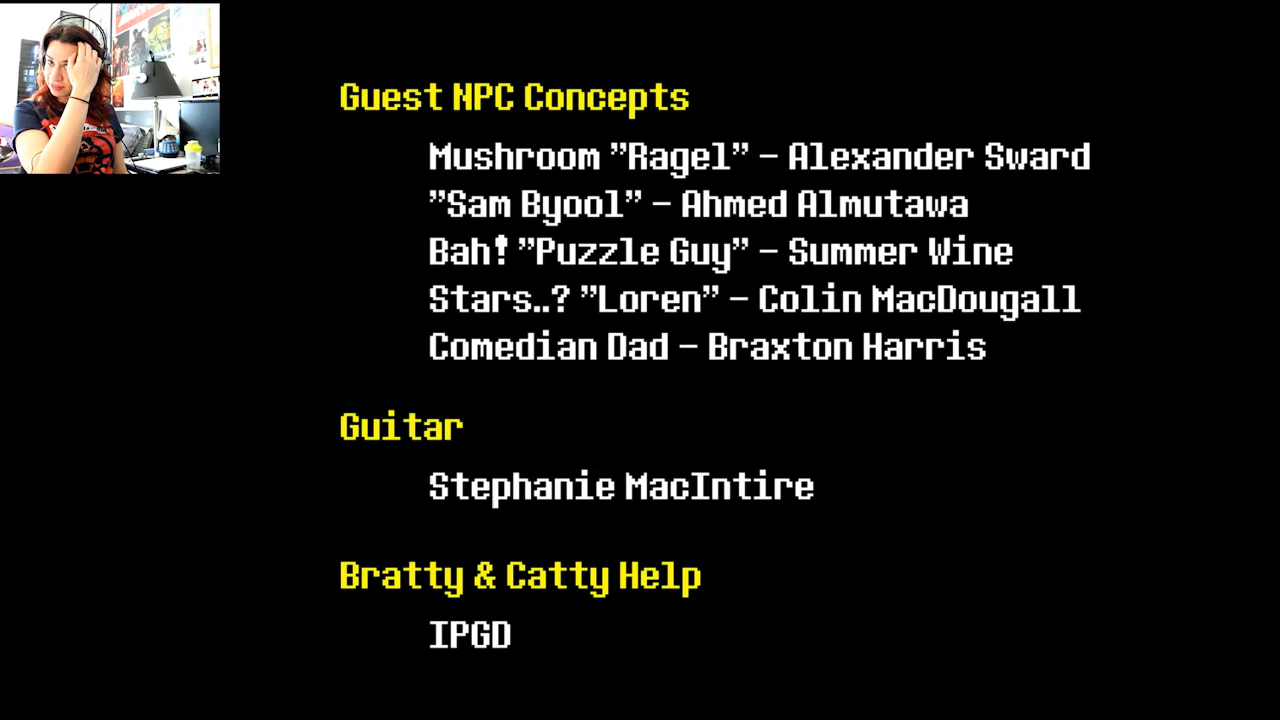 Guest NPC Concepts
Mushroom "Ragel" - Alexander Sward
"Sam Byool" - Ahmed Almutawa
Bah! "Puzzle Guy" - Summer Wine
Stars..? "Loren" - Colin MacDougall
Comedian Dad - Braxton Harris
Guitar
Stephanie MacIntire
Bratty & Catty Help
IPGD